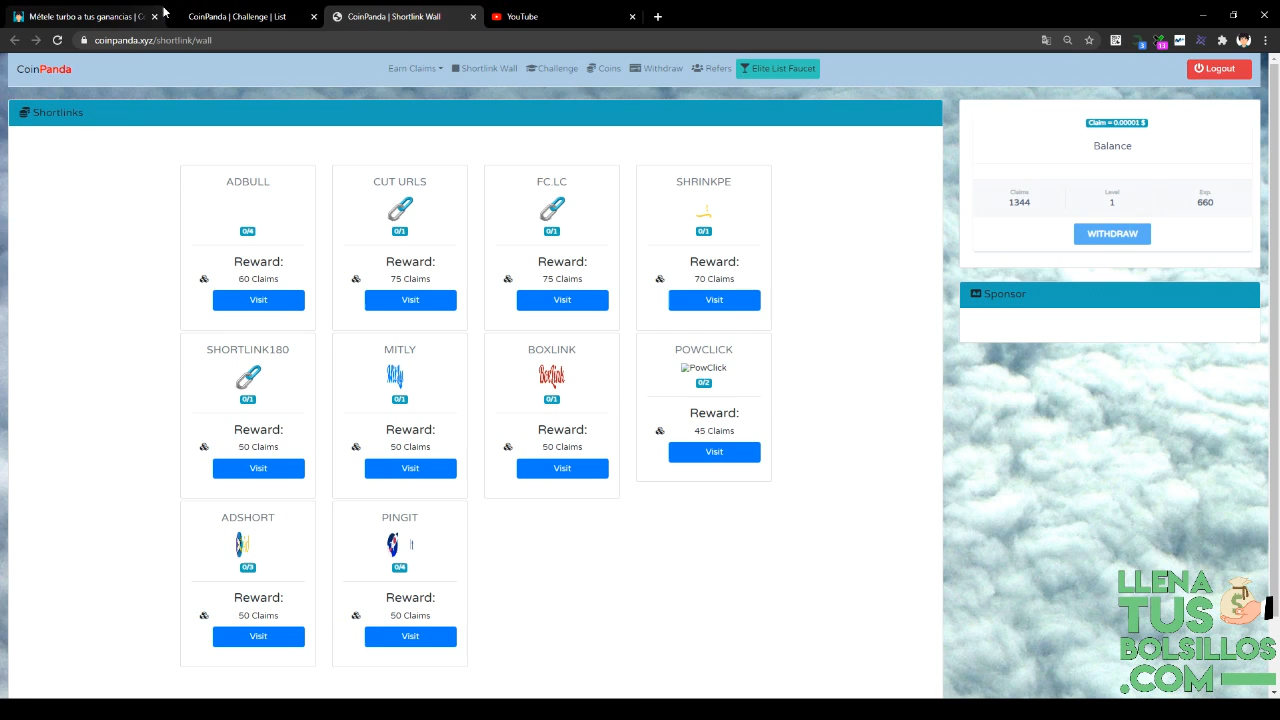 Métele turbo a tus ganancias | C
CoinPanda | Challenge | List
CoinPanda | Shortlink Wall
YouTube
coinpanda.xyz/shortlink/wall
3
13
CoinPanda
Earn Claims
Shortlink Wall
Challenge
Coins
Withdraw
Refers
Elite List Faucet
Logout
Shortlinks
ADBULL
0/4
Reward:
60 Claims
Visit
CUT URLS
0/1
Reward:
75 Claims
Visit
FC.LC
0/1
Reward:
75 Claims
Visit
SHRINKPE
0/1
Reward:
70 Claims
Visit
SHORTLINK180
0/1
Reward:
50 Claims
Visit
MITLY
Mitly
0/1
Reward:
50 Claims
Visit
BOXLINK
Boxlink
0/1
Reward:
50 Claims
Visit
POWCLICK
PowClick
0/2
Reward:
45 Claims
Visit
ADSHORT
0/3
Reward:
50 Claims
Visit
PINGIT
It
0/4
Reward:
50 Claims
Visit
Claim = 0.00001 $
Balance
Claims
1344
Level
1
Exp.
660
WITHDRAW
Ad
Sponsor
LLENA
TUS
BOLSILLOS
.COM